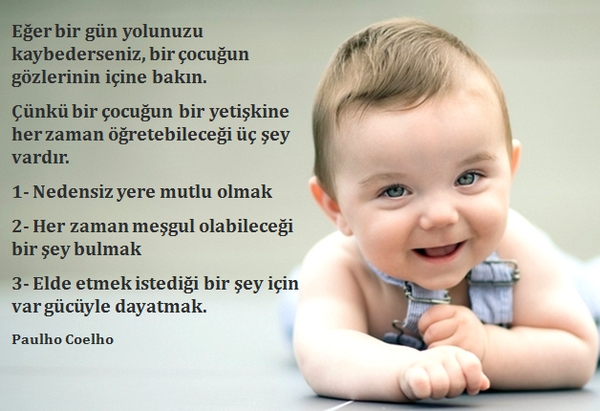 Eğer bir gün yolunuzu
kaybederseniz, bir çocuğun
gözlerinin içine bakın.
Çünkü bir çocuğun bir yetişkine
her zaman öğretebileceği üç şey
vardır.
1- Nedensiz yere mutlu olmak
2- Her zaman meşgul olabileceği
bir şey bulmak
3- Elde etmek istediği bir şey için
var gücüyle dayatmak.
Paulho Coelho